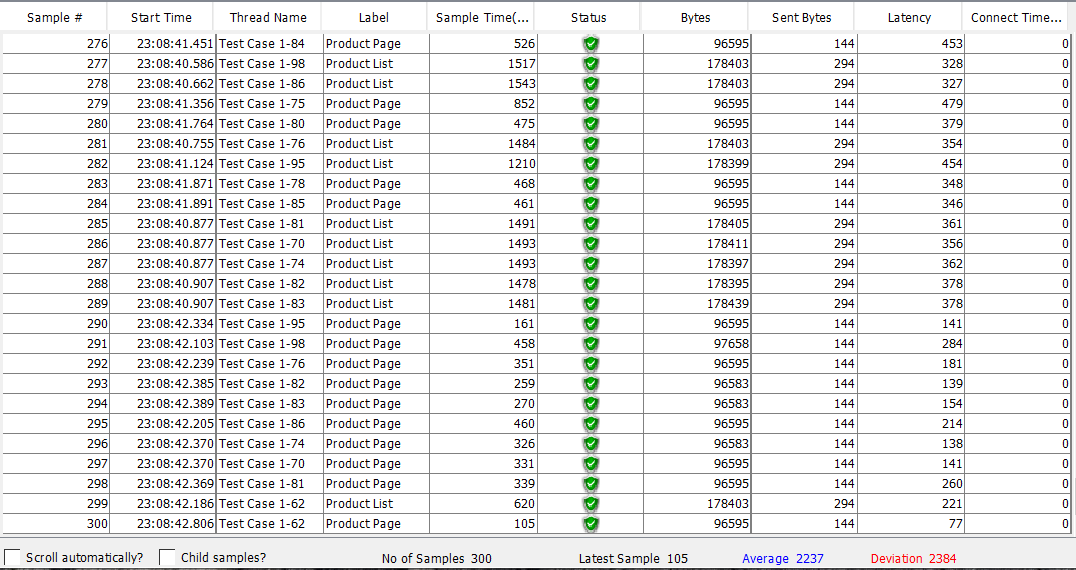 Sample # Start Time Thread Name Label Sample Time(... Status Bytes Sent Bytes Latency Connect Time...
276 23:08:41.451 Test Case 1-84 Product Page 526 96595 144 453 0
277 23:08:40.586 Test Case 1-98 Product List 1517 178403 294 328 0
278 23:08:40.662 Test Case 1-86 Product List 1543 178403 294 327 0
279 23:08:41.356 Test Case 1-75 Product Page 852 96595 144 479 0
280 23:08:41.764 Test Case 1-80 Product Page 475 96595 144 379 0
281 23:08:40.755 Test Case 1-76 Product List 1484 178403 294 354 0
282 23:08:41.124 Test Case 1-95 Product List 1210 178399 294 454 0
283 23:08:41.871 Test Case 1-78 Product Page 468 96595 144 348 0
284 23:08:41.891 Test Case 1-85 Product Page 461 96595 144 346 0
285 23:08:40.877 Test Case 1-81 Product List 1491 178405 294 361 0
286 23:08:40.877 Test Case 1-70 Product List 1493 178411 294 356 0
287 23:08:40.877 Test Case 1-74 Product List 1493 178397 294 362 0
288 23:08:40.907 Test Case 1-82 Product List 1478 178395 294 378 0
289 23:08:40.907 Test Case 1-83 Product List 1481 178439 294 378 0
290 23:08:42.334 Test Case 1-95 Product Page 161 96595 144 141 0
291 23:08:42.103 Test Case 1-98 Product Page 458 97658 144 284 0
292 23:08:42.239 Test Case 1-76 Product Page 351 96595 144 181 0
293 23:08:42.385 Test Case 1-82 Product Page 259 96583 144 139 0
294 23:08:42.389 Test Case 1-83 Product Page 270 96583 144 154 0
295 23:08:42.205 Test Case 1-86 Product Page 460 96595 144 214 0
296 23:08:42.370 Test Case 1-74 Product Page 326 96583 144 138 0
297 23:08:42.370 Test Case 1-70 Product Page 331 96595 144 141 0
298 23:08:42.369 Test Case 1-81 Product Page 339 96595 144 260 0
299 23:08:42.186 Test Case 1-62 Product List 620 178403 294 221 0
300 23:08:42.806 Test Case 1-62 Product Page 105 96595 144 77 0
Scroll automatically? Child samples? No of Samples 300 Latest Sample 105 Average 2237 Deviation 2384